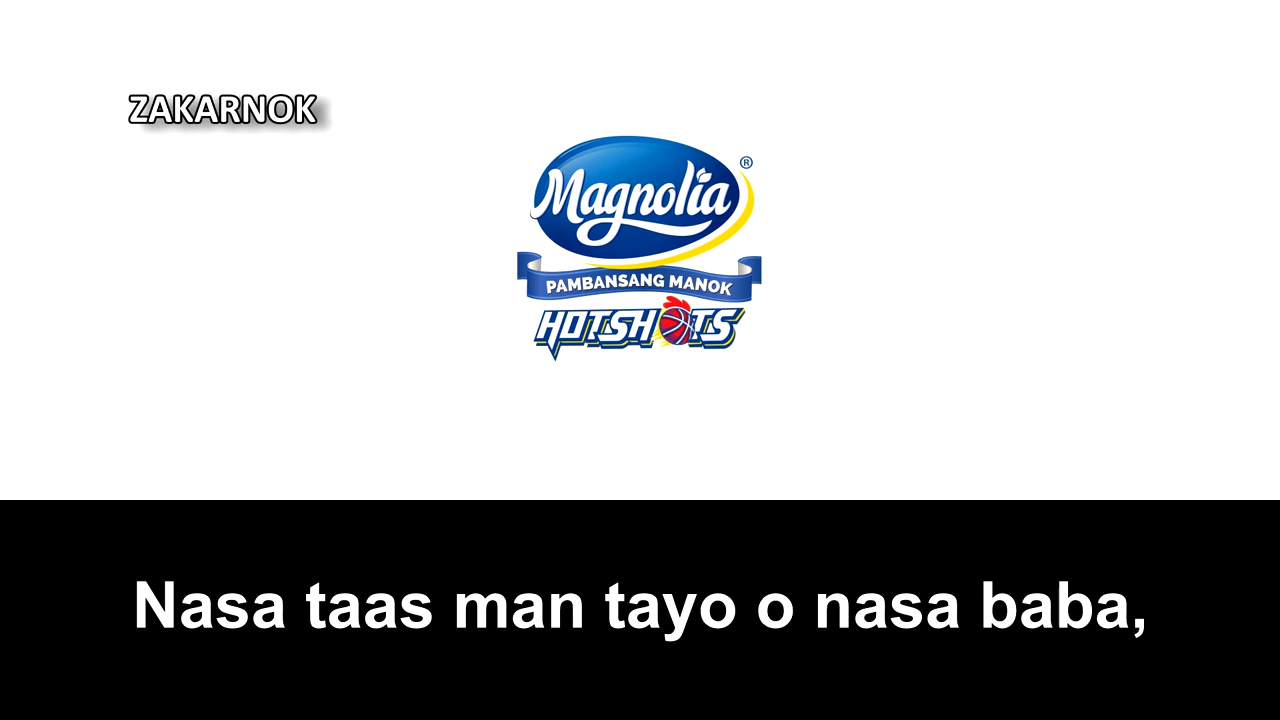 ZAKARNOK
Magnolia ®
PAMBANSANG MANOK
HOTSHOTS
Nasa taas man tayo o nasa baba,